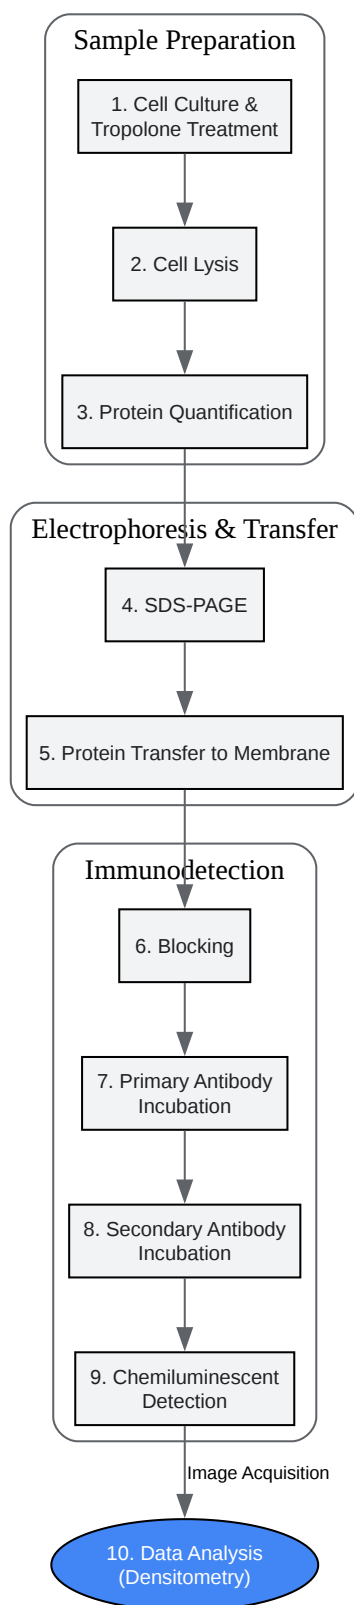 Sample Preparation
1. Cell Culture &
Tropolone Treatment
2. Cell Lysis
3. Protein Quantification
Electrophoresis & Transfer
4. SDS-PAGE
5. Protein Transfer to Membrane
Immunodetection
6. Blocking
7. Primary Antibody
Incubation
8. Secondary Antibody
Incubation
9. Chemiluminescent
Detection
Image Acquisition
10. Data Analysis
(Densitometry)